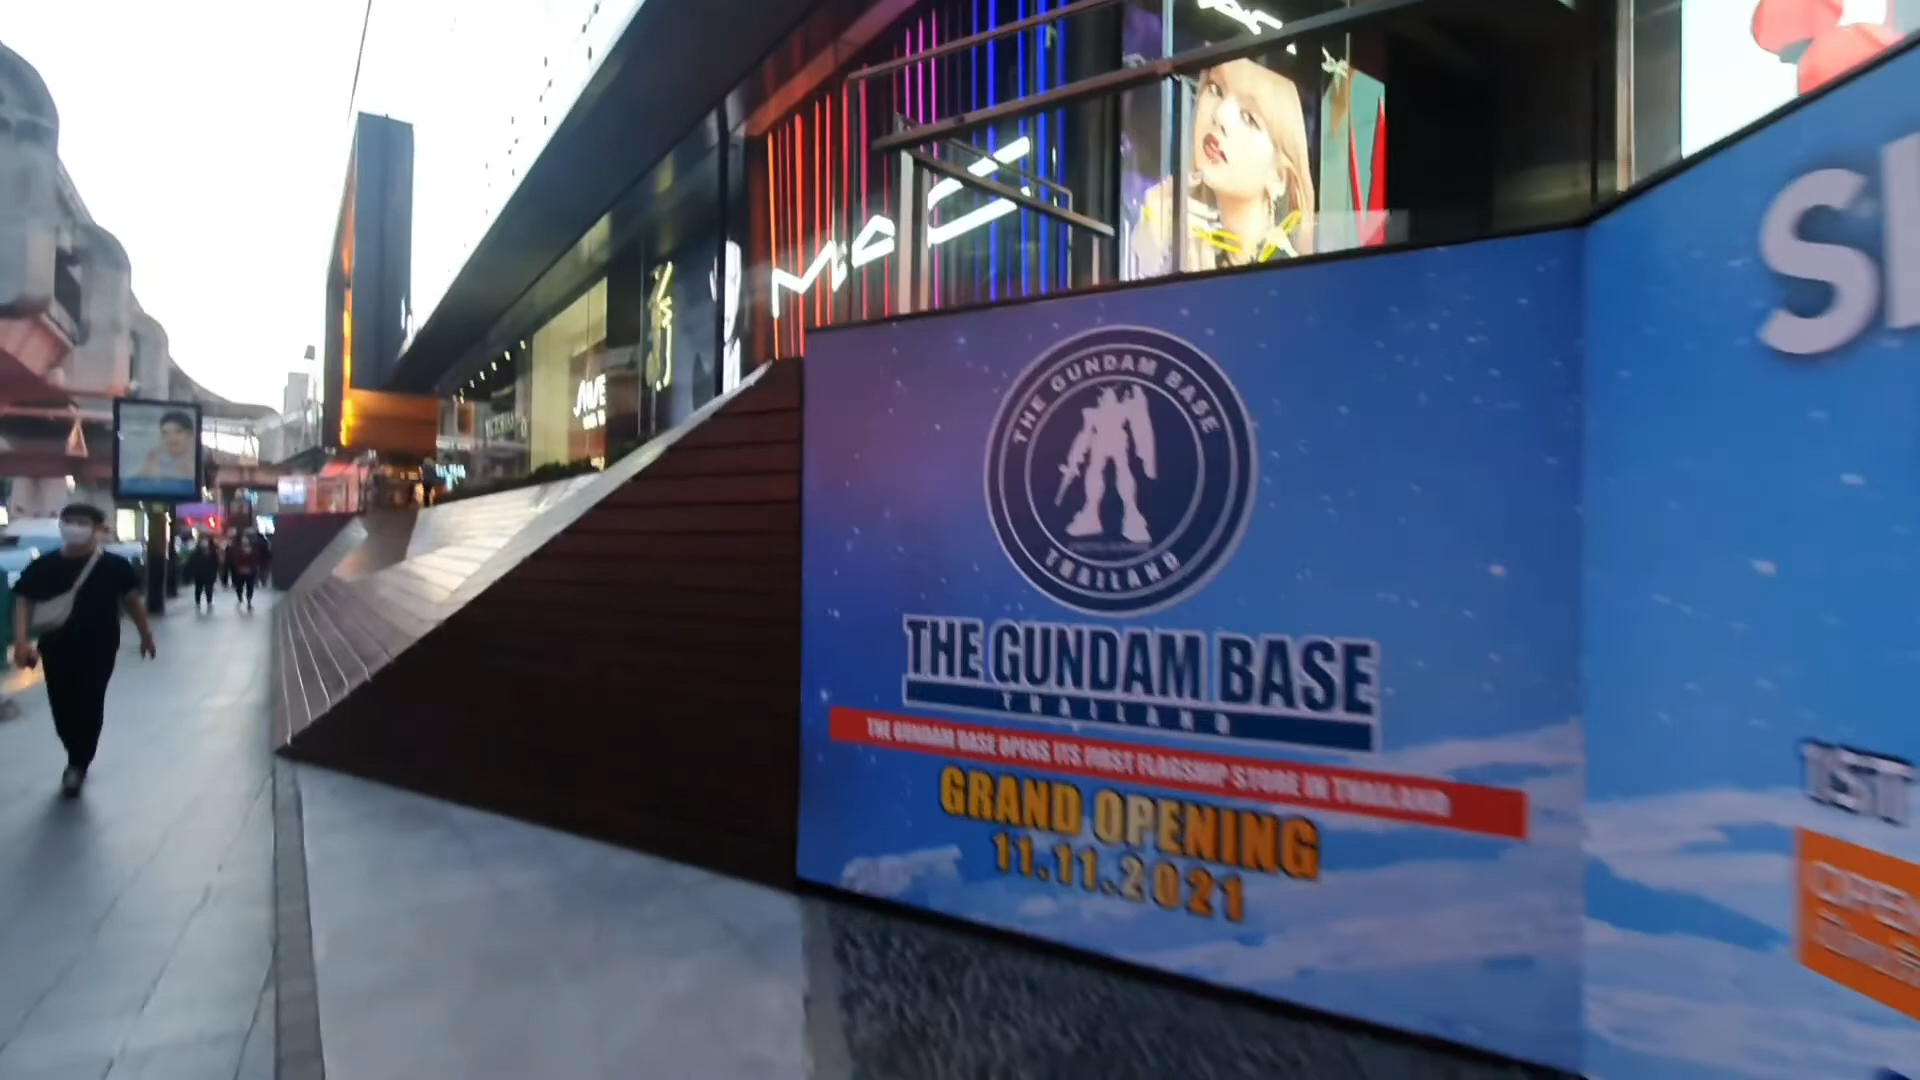 MAC
THE GUNDAM BASE
THAILAND
THE GUNDAM BASE
THAILAND
THE GUNDAM BASE OPENS ITS FIRST FLAGSHIP STORE IN THAILAND
GRAND OPENING
11.11.2021
1ST